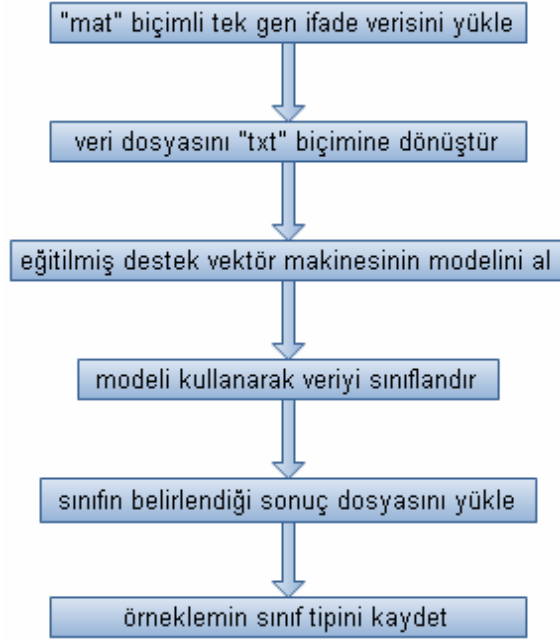 "mat" biçimli tek gen ifade verisini yükle
veri dosyasını "txt" biçimine dönüştür
eğitilmiş destek vektör makinesinin modelini al
modeli kullanarak veriyi sınıflandır
sınıfın belirlendiği sonuç dosyasını yükle
örneklemin sınıf tipini kaydet